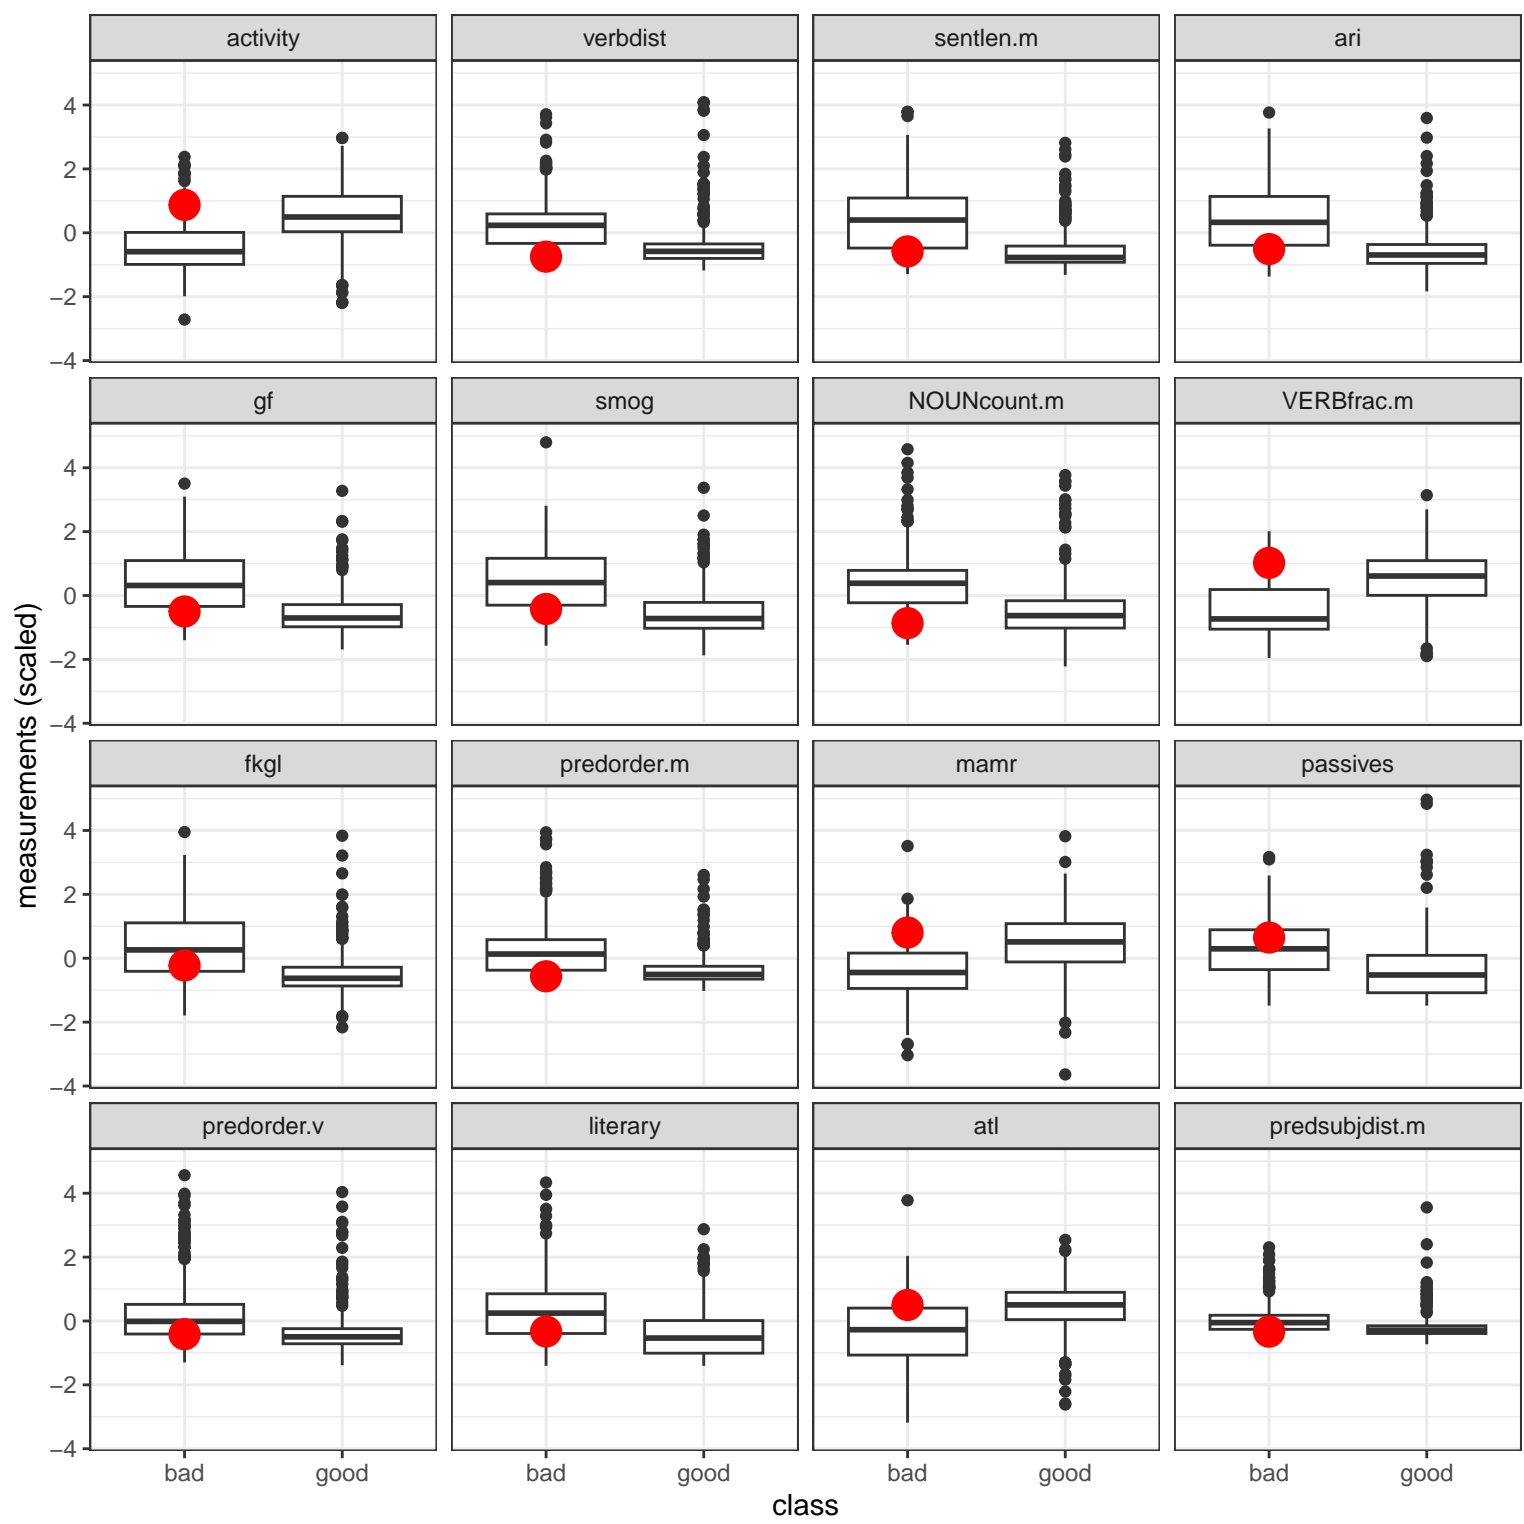 activity verbdist sentlen.m ari
4
2
0
−2
−4
gf smog NOUNcount.m VERBfrac.m
4
2
0
−2
−4
fkgl predorder.m mamr passives
4
2
0
−2
−4
predorder.v literary atl predsubjdist.m
4
2
0
−2
−4
bad good bad good bad good bad good
class
measurements (scaled)